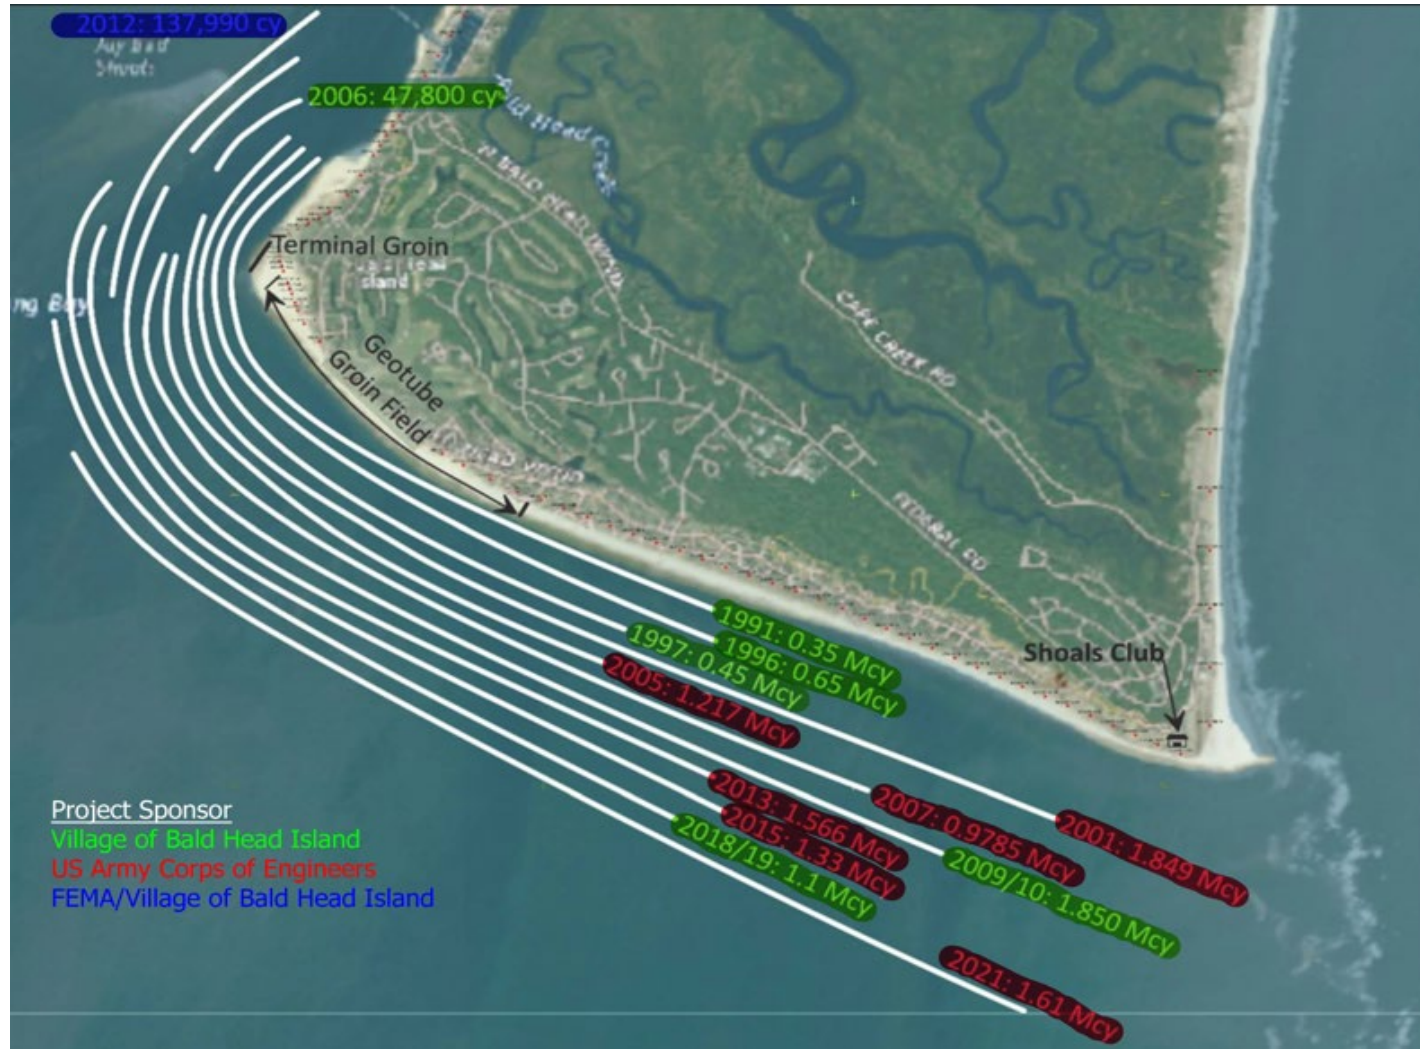 2012: 137,990 cy
2006: 47,800 cy
Bald Head Creek
N BALD HEAD WYND
Terminal Groin
CAPE CREEK RD
Geotube
Groin Field
FEDERAL RD
1991: 0.35 Mcy
1996: 0.65 Mcy
1997: 0.45 Mcy
2005: 1.217 Mcy
Shoals Club
2013: 1.566 Mcy
2015: 1.33 Mcy
2018/19: 1.1 Mcy
2007: 0.9785 Mcy
2001: 1.849 Mcy
2009/10: 1.850 Mcy
2021: 1.61 Mcy
Project Sponsor
Village of Bald Head Island
US Army Corps of Engineers
FEMA/Village of Bald Head Island